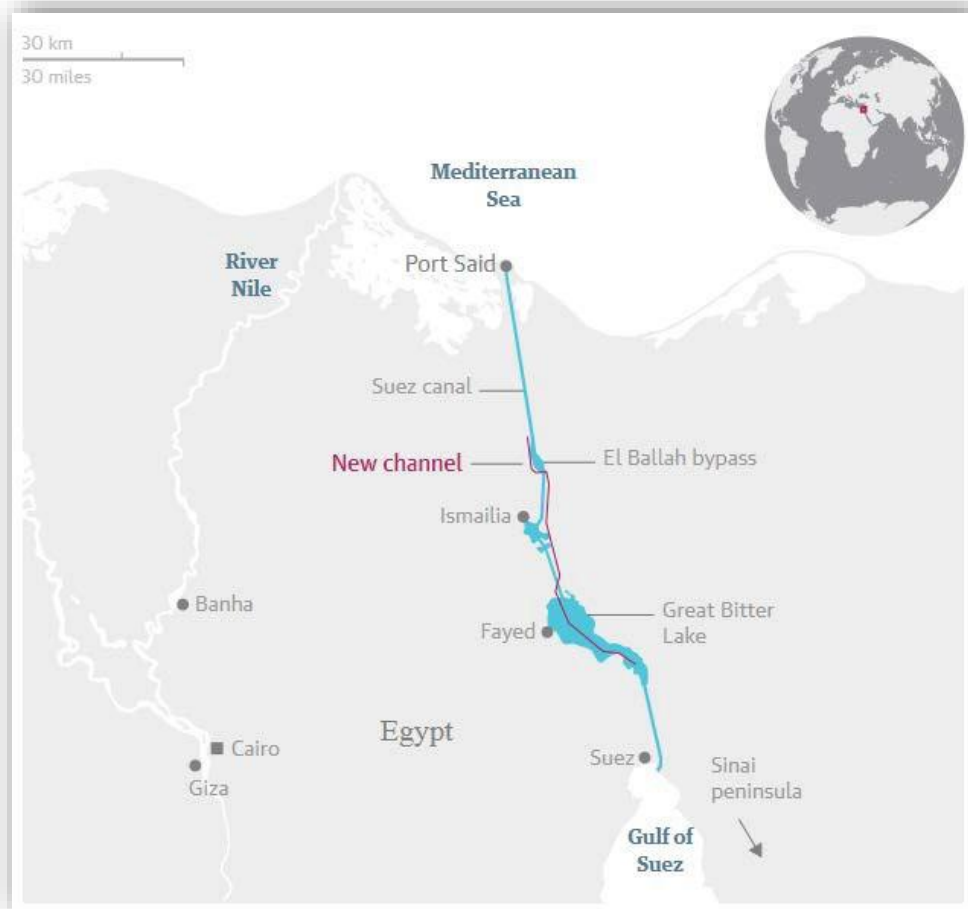 30 km
30 miles
Mediterranean
Sea
River
Nile
Port Said
Suez canal
New channel
El Ballah bypass
Ismailia
Banha
Great Bitter
Lake
Fayed
Egypt
Cairo
Giza
Suez
Sinai
peninsula
Gulf of
Suez